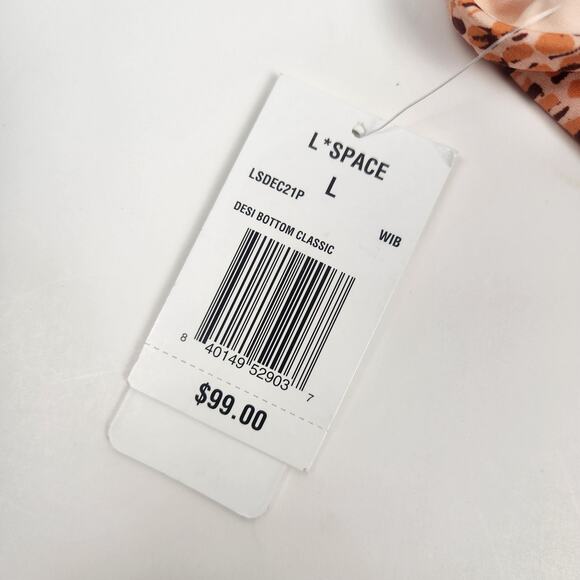 L*SPACE
L
LSDEC21P WIB
DESI BOTTOM CLASSIC
8 40149 52903 7
$99.00